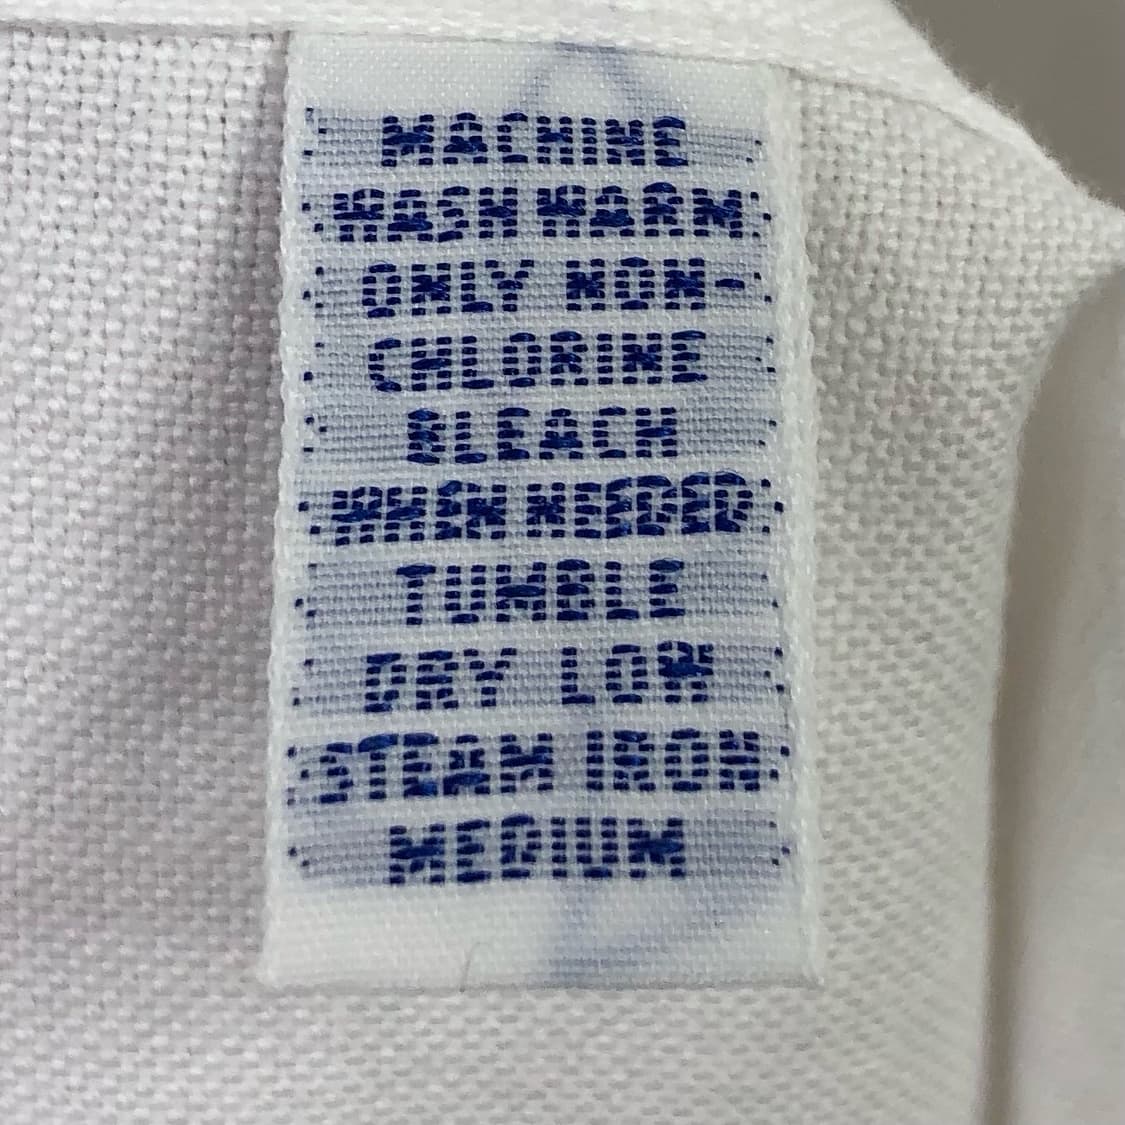 MACHINE
WASH WARM
ONLY NON-
CHLORINE
BLEACH
WHEN NEEDED
TUMBLE
DRY LOW
STEAM IRON
MEDIUM